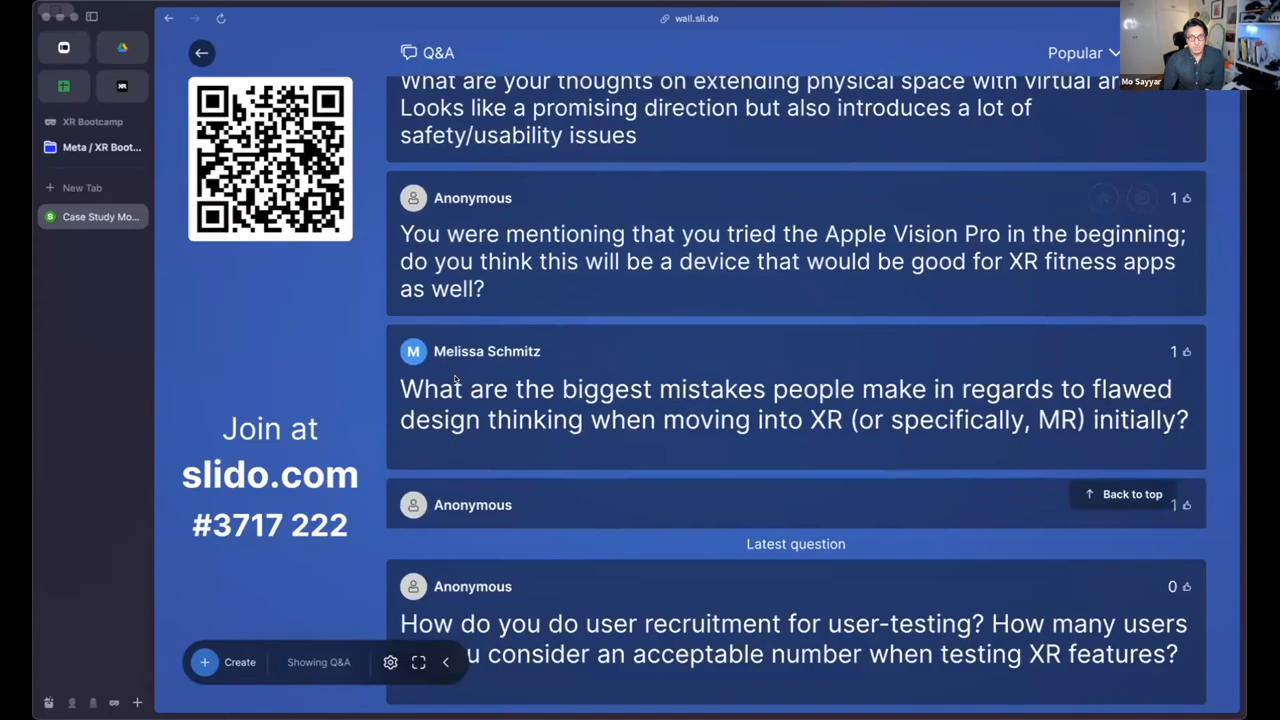 wall.sli.do
Q&A
Popular
Mo Sayyar
XR Bootcamp
Meta / XR Boot...
New Tab
Case Study Mo...
Join at
slido.com
#3717 222
What are your thoughts on extending physical space with virtual
Looks like a promising direction but also introduces a lot of
safety/usability issues
Anonymous
1
You were mentioning that you tried the Apple Vision Pro in the beginning;
do you think this will be a device that would be good for XR fitness apps
as well?
M Melissa Schmitz
1
What are the biggest mistakes people make in regards to flawed
design thinking when moving into XR (or specifically, MR) initially?
Anonymous
Back to top
1
Latest question
Anonymous
0
How do you do user recruitment for user-testing? How many users
consider an acceptable number when testing XR features?
Create
Showing Q&A